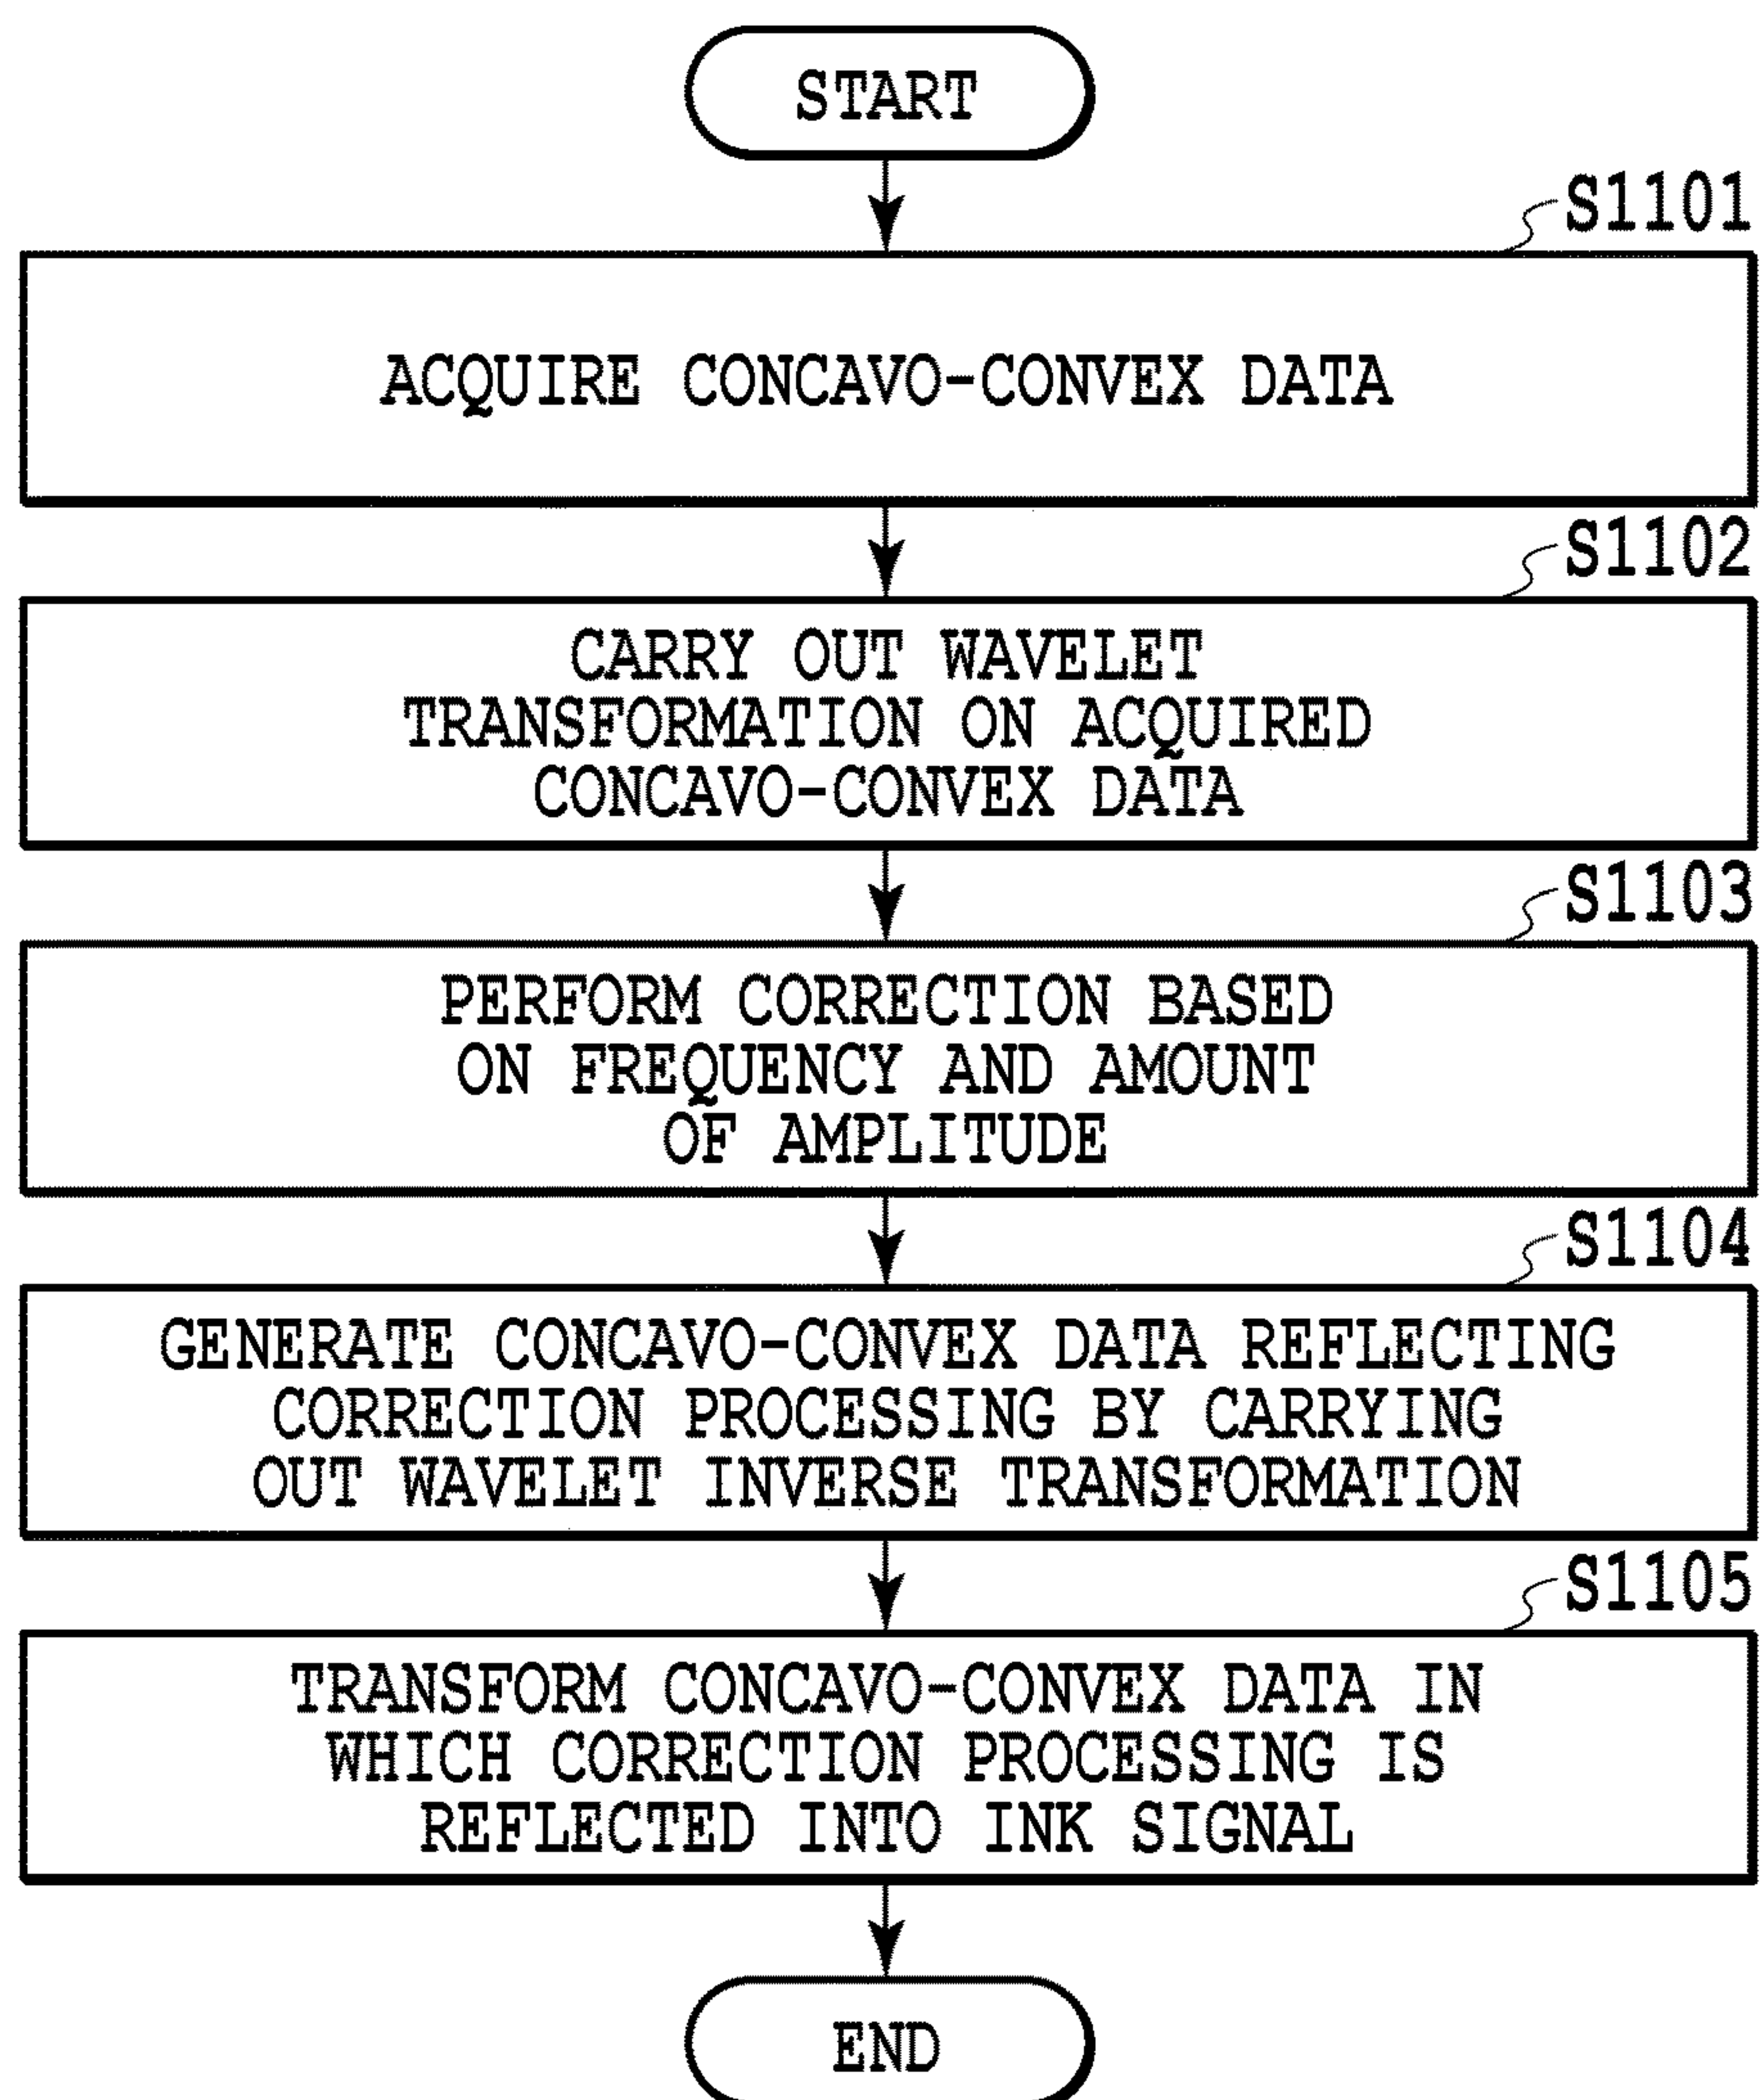 START
S1101
ACQUIRE CONCAVO-CONVEX DATA
S1102
CARRY OUT WAVELET
TRANSFORMATION ON ACQUIRED
CONCAVO-CONVEX DATA
S1103
PERFORM CORRECTION BASED
ON FREQUENCY AND AMOUNT
OF AMPLITUDE
S1104
GENERATE CONCAVO-CONVEX DATA REFLECTING
CORRECTION PROCESSING BY CARRYING
OUT WAVELET INVERSE TRANSFORMATION
S1105
TRANSFORM CONCAVO-CONVEX DATA IN
WHICH CORRECTION PROCESSING IS
REFLECTED INTO INK SIGNAL
END